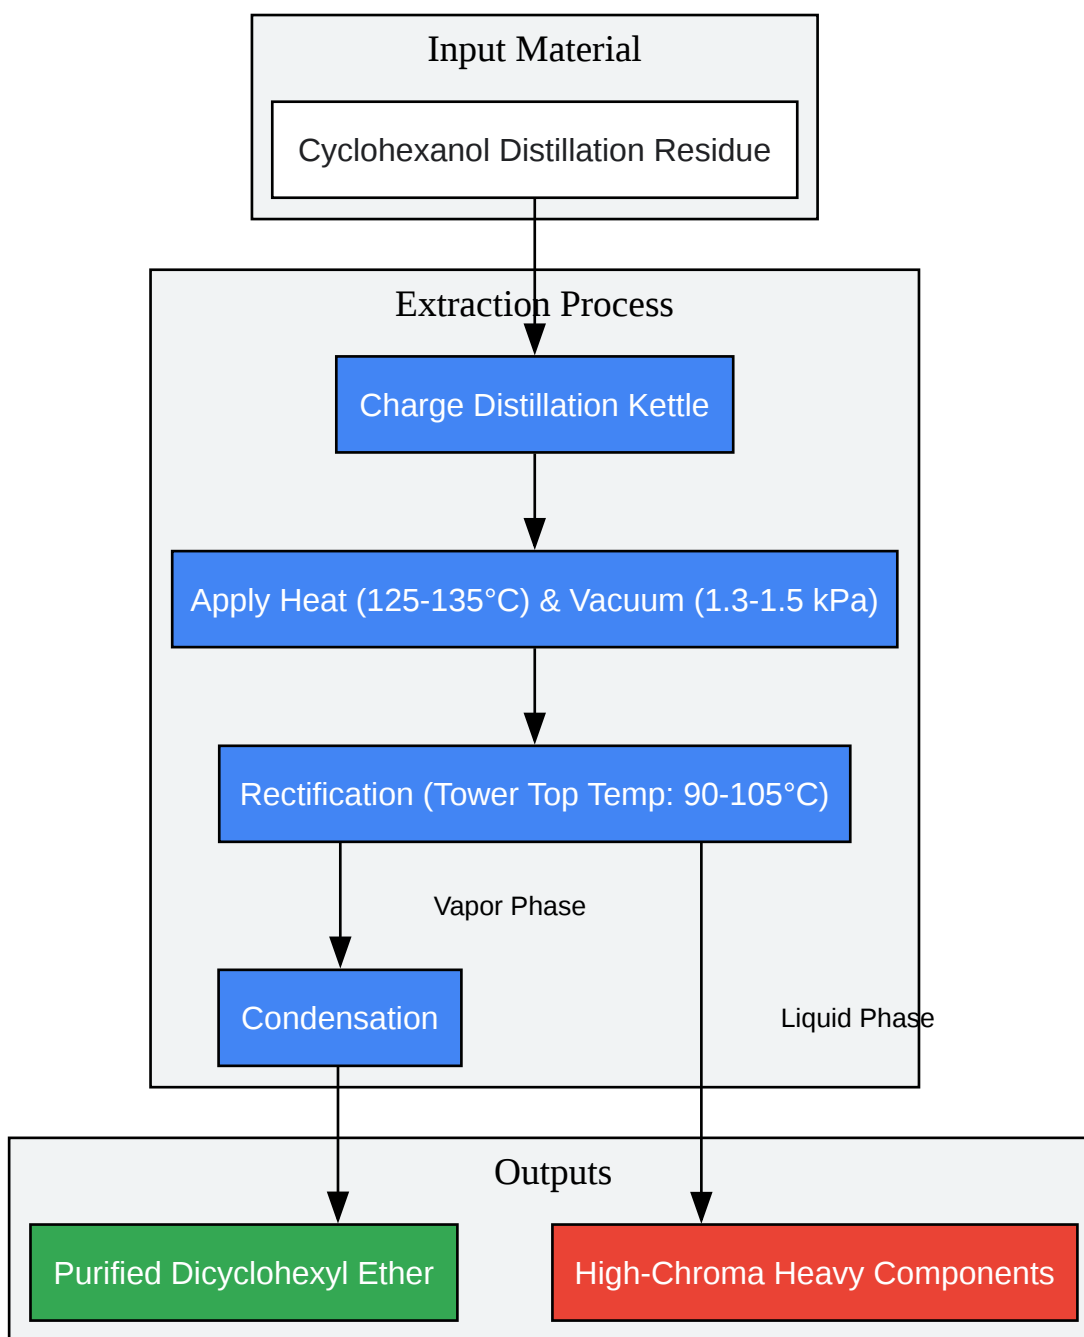 Input Material
Cyclohexanol Distillation Residue
Extraction Process
Charge Distillation Kettle
Apply Heat (125-135°C) & Vacuum (1.3-1.5 kPa)
Rectification (Tower Top Temp: 90-105°C)
Vapor Phase
Condensation
Liquid Phase
Outputs
Purified Dicyclohexyl Ether
High-Chroma Heavy Components